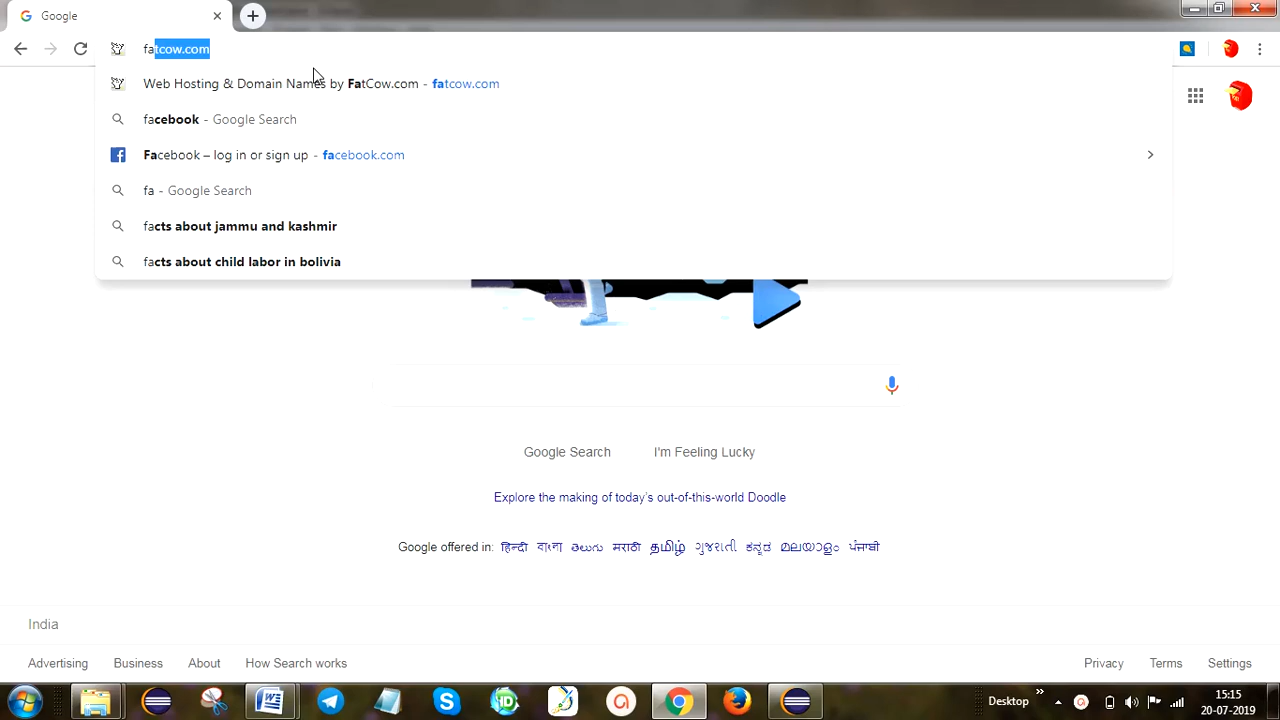 Google
fatcow.com
Web Hosting & Domain Names by FatCow.com - fatcow.com
facebook - Google Search
Facebook – log in or sign up - facebook.com
fa - Google Search
facts about jammu and kashmir
facts about child labor in bolivia
Google Search I'm Feeling Lucky
Explore the making of today's out-of-this-world Doodle
Google offered in: हिन्दी বাংলা తెలుగు मराठी தமிழ் ગુજરાતી ಕನ್ನಡ മലയാളം ਪੰਜਾਬੀ
India
Advertising Business About How Search works Privacy Terms Settings
Desktop 15:15
20-07-2019